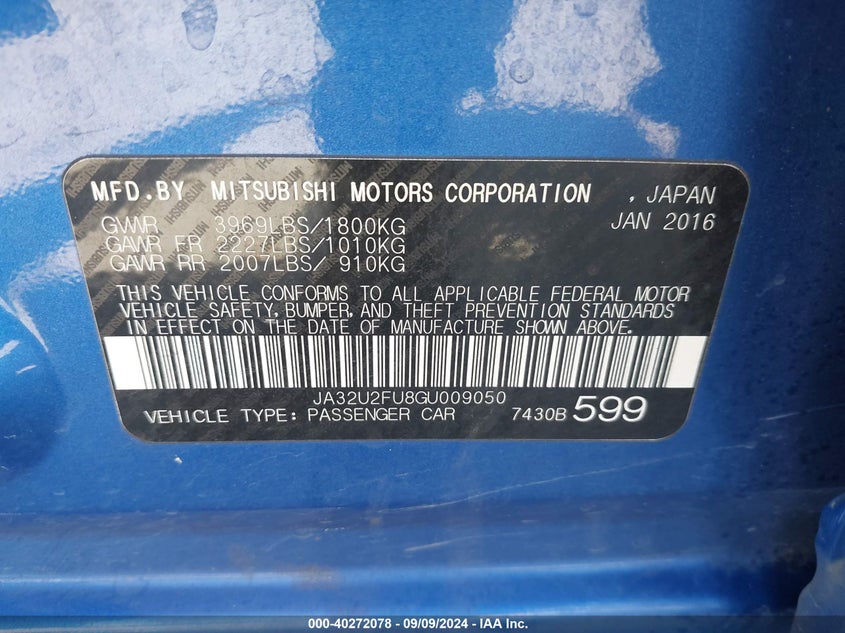 MFD.BY MITSUBISHI MOTORS CORPORATION , JAPAN
JAN 2016
GVWR 3969LBS/1800KG
GAWR FR 2227LBS/1010KG
GAWR RR 2007LBS/ 910KG
THIS VEHICLE CONFORMS TO ALL APPLICABLE FEDERAL MOTOR
VEHICLE SAFETY, BUMPER, AND THEFT PREVENTION STANDARDS
IN EFFECT ON THE DATE OF MANUFACTURE SHOWN ABOVE.
JA32U2FU8GU009050
VEHICLE TYPE: PASSENGER CAR 7430B 599
000-40272078 - 09/09/2024 - IAA Inc.